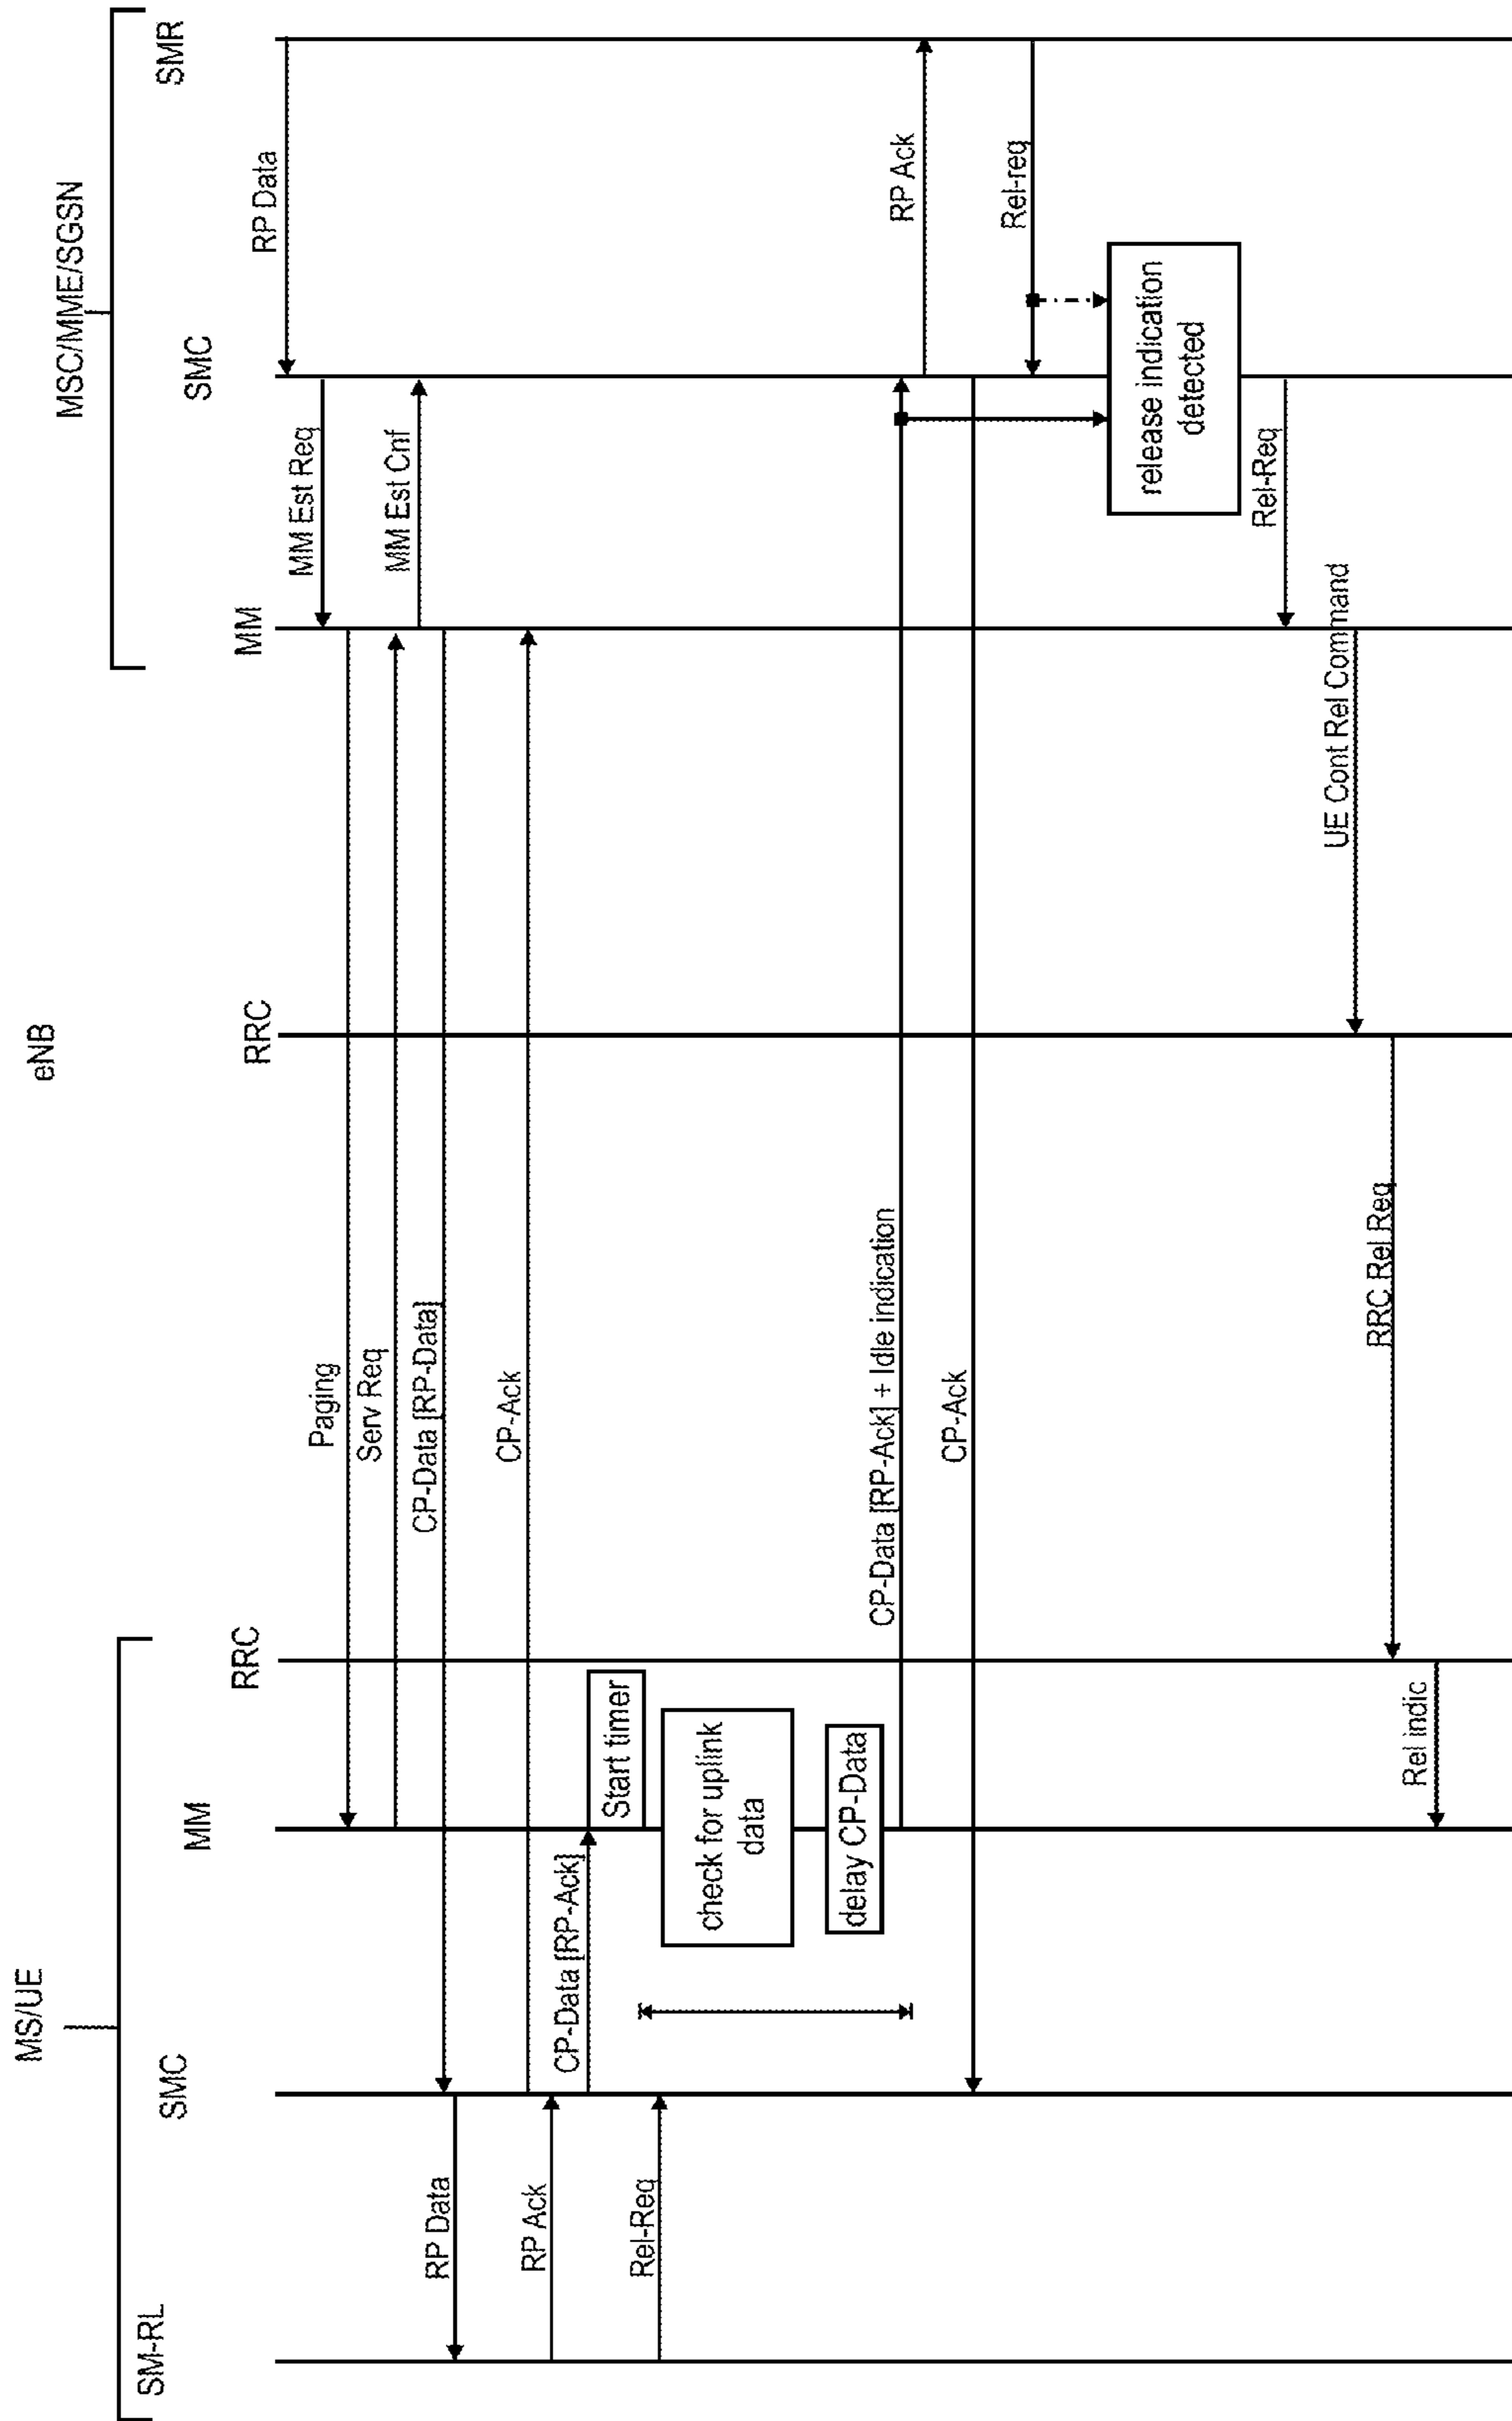 MS/UE
eNB
MSC/MME/SGSN
SM-RL
SMC
MM
RRC
RRC
MM
SMC
SMR
RP Data
MM Est Req
Paging
Serv Req
MM Est Cnf
CP-Data [RP-Data]
RP Data
CP-Ack
RP Ack
CP-Data [RP-Ack]
Start timer
Rel-Req
check for uplink
data
delay CP-Data
CP-Data [RP-Ack] + Idle indication
RP Ack
CP-Ack
Rel-req
release indication
detected
Rel-Req
UE Cont Rel Command
RRC Rel Req
Rel indic